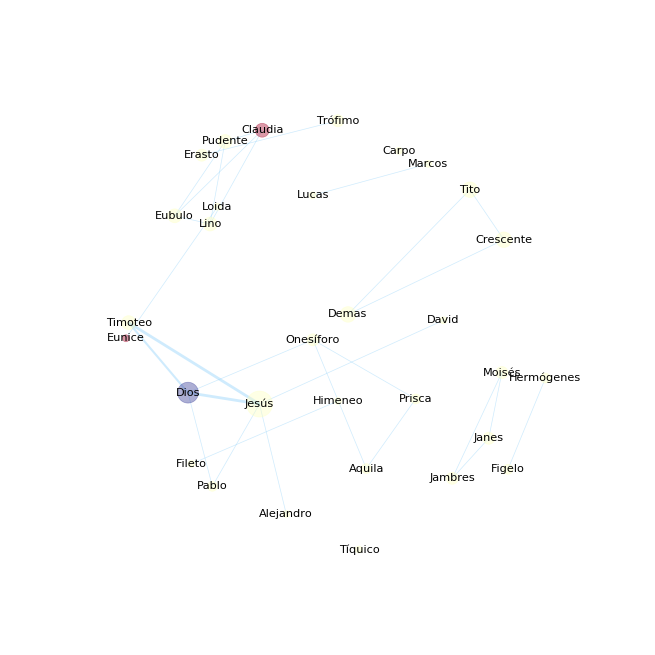 Trófimo
Claudia
Pudente
Carpo
Erasto
Marcos
Tito
Lucas
Loida
Eubulo
Lino
Crescente
Demas
David
Timoteo
Eunice
Onesíforo
Moisés
Hermógenes
Dios
Prisca
Himeneo
Jesús
Janes
Fileto
Aquila
Figelo
Jambres
Pablo
Alejandro
Tíquico